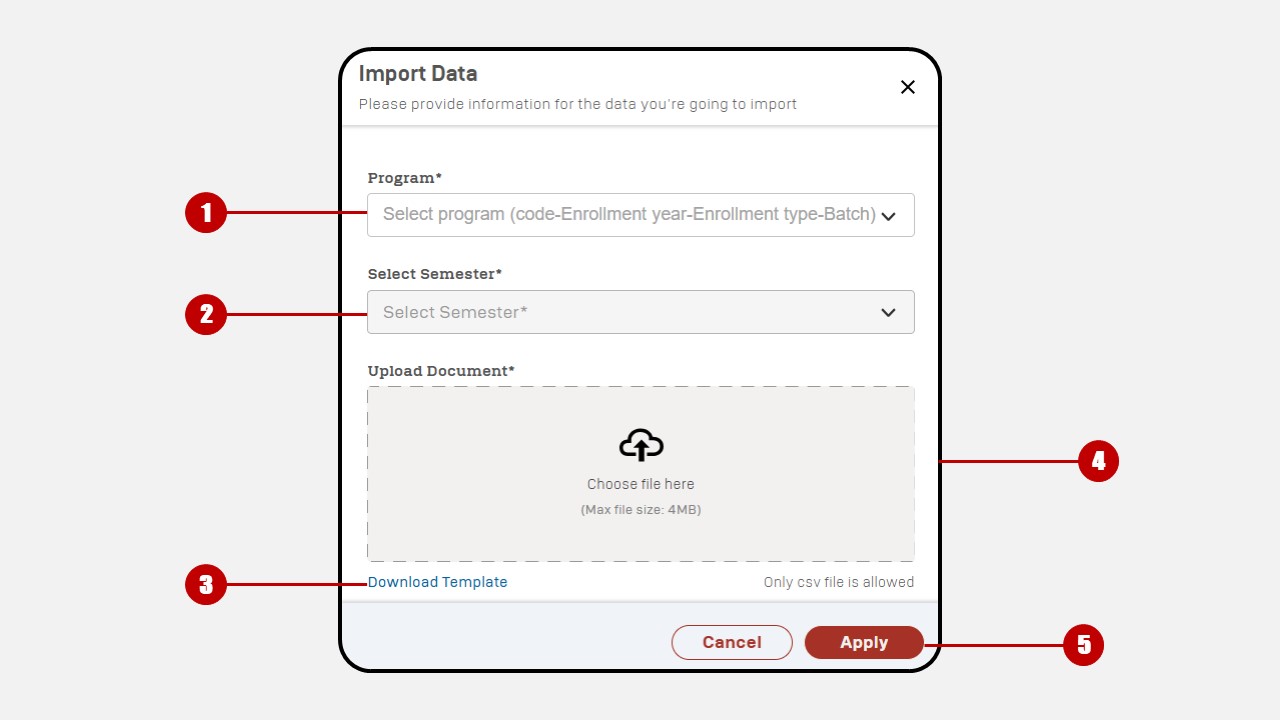 Import Data
Please provide information for the data you're going to import
Program*
1
Select program (code-Enrollment year-Enrollment type-Batch)
Select Semester*
2
Select Semester*
Upload Document*
Choose file here
4
(Max file size: 4MB)
3
Download Template
Only csv file is allowed
Cancel
Apply
5